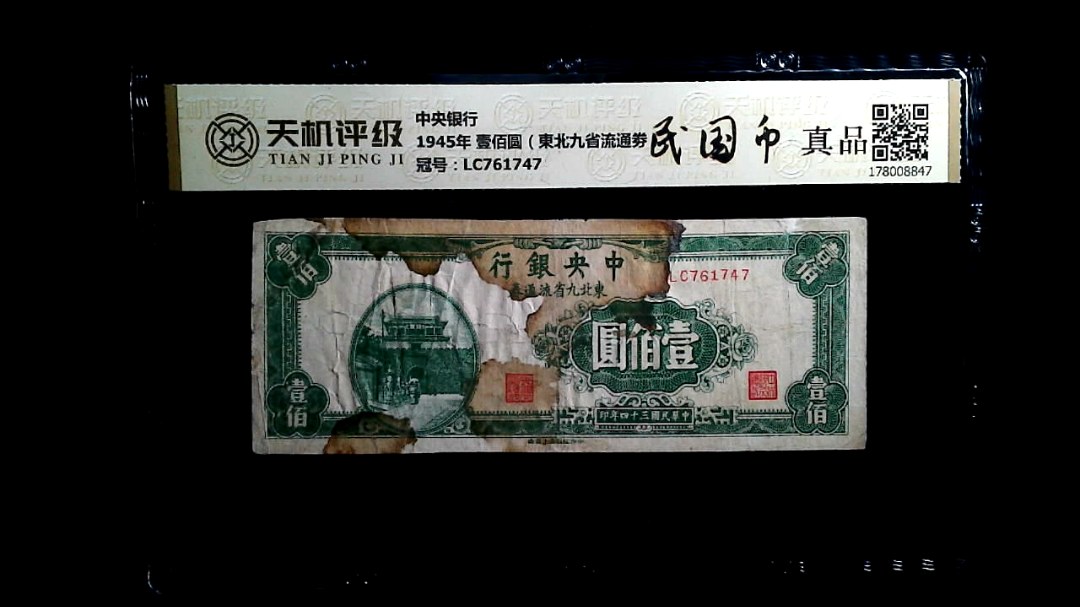 天机评级
TIAN JI PING JI
中央银行
1945年 壹佰圆（東北九省流通券
冠号：LC761747
民国币
真品
178008847
壹佰
壹佰
行銀央中
券通流省九北東
LC761747
圓佰壹
壹佰
壹佰
印年四十三國民華中